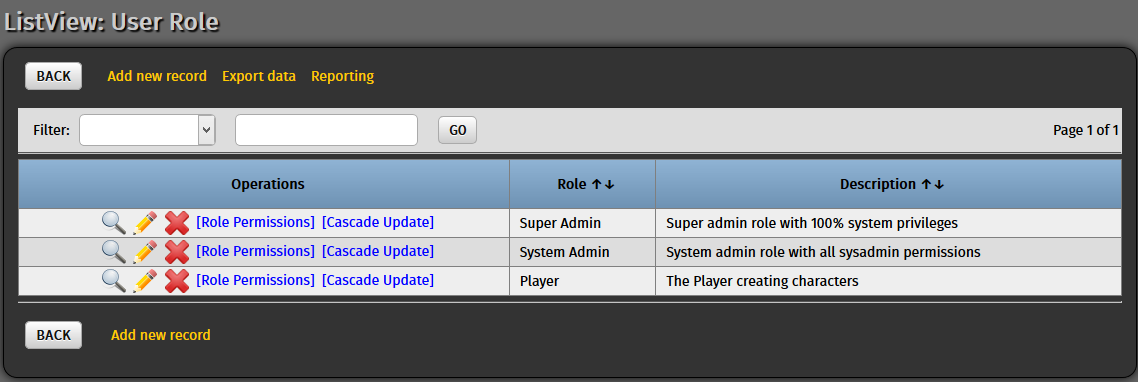 ListView: User Role
BACK Add new record Export data Reporting
Filter: GO Page 1 of 1
Operations Role ↑↓ Description ↑↓
[Role Permissions] [Cascade Update] Super Admin Super admin role with 100% system privileges
[Role Permissions] [Cascade Update] System Admin System admin role with all sysadmin permissions
[Role Permissions] [Cascade Update] Player The Player creating characters
BACK Add new record